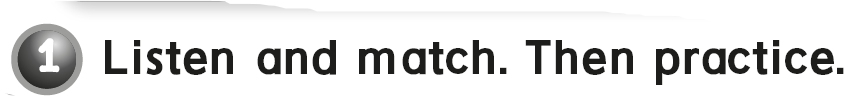 1 Listen and match. Then practice.